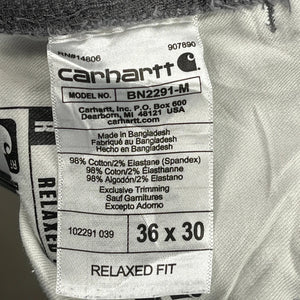 RN#14806 907890
carhartt
MODEL NO. BN2291-M
Carhartt, Inc. P.O. Box 600
Dearborn, MI 48121 USA
carhartt.com
Made in Bangladesh
Fabriqué au Bangladesh
Hecho en Bangladesh
98% Cotton/2% Elastane (Spandex)
98% Coton/2% Élasthanne
98% Algodón/2% Elastano
Exclusive Trimming
Sauf Garnitures
Excepto Adorno
102291 039
36 x 30
RELAXED FIT
RELAXED